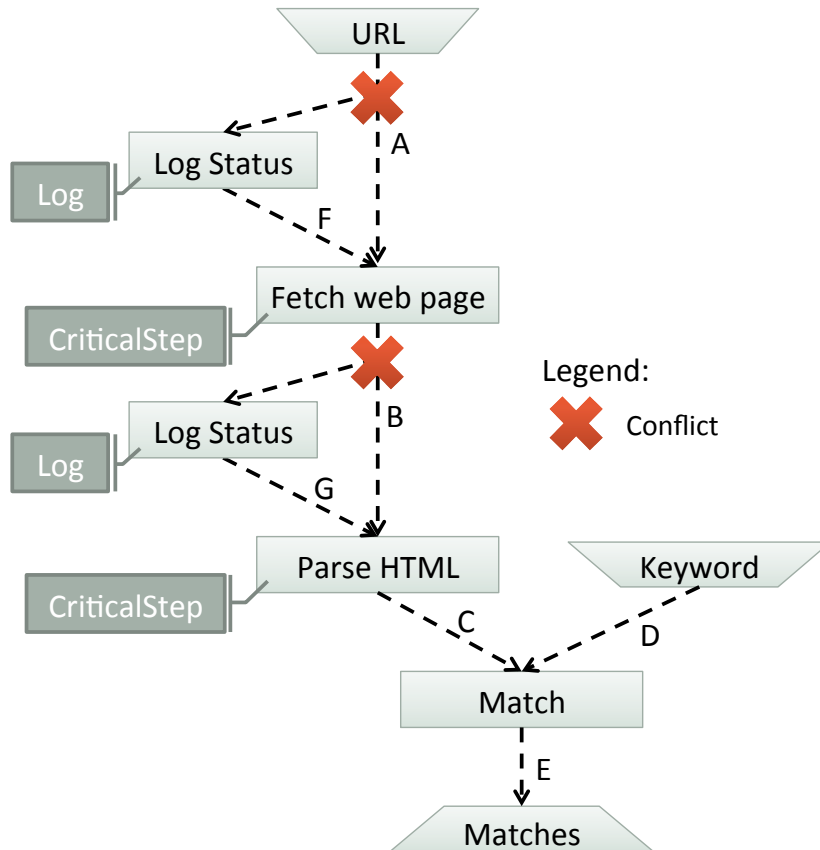 URL
A
Log Status
Log
F
Fetch web page
CriticalStep
Legend:
Conflict
B
Log Status
Log
G
Parse HTML
Keyword
CriticalStep
C
D
Match
E
Matches